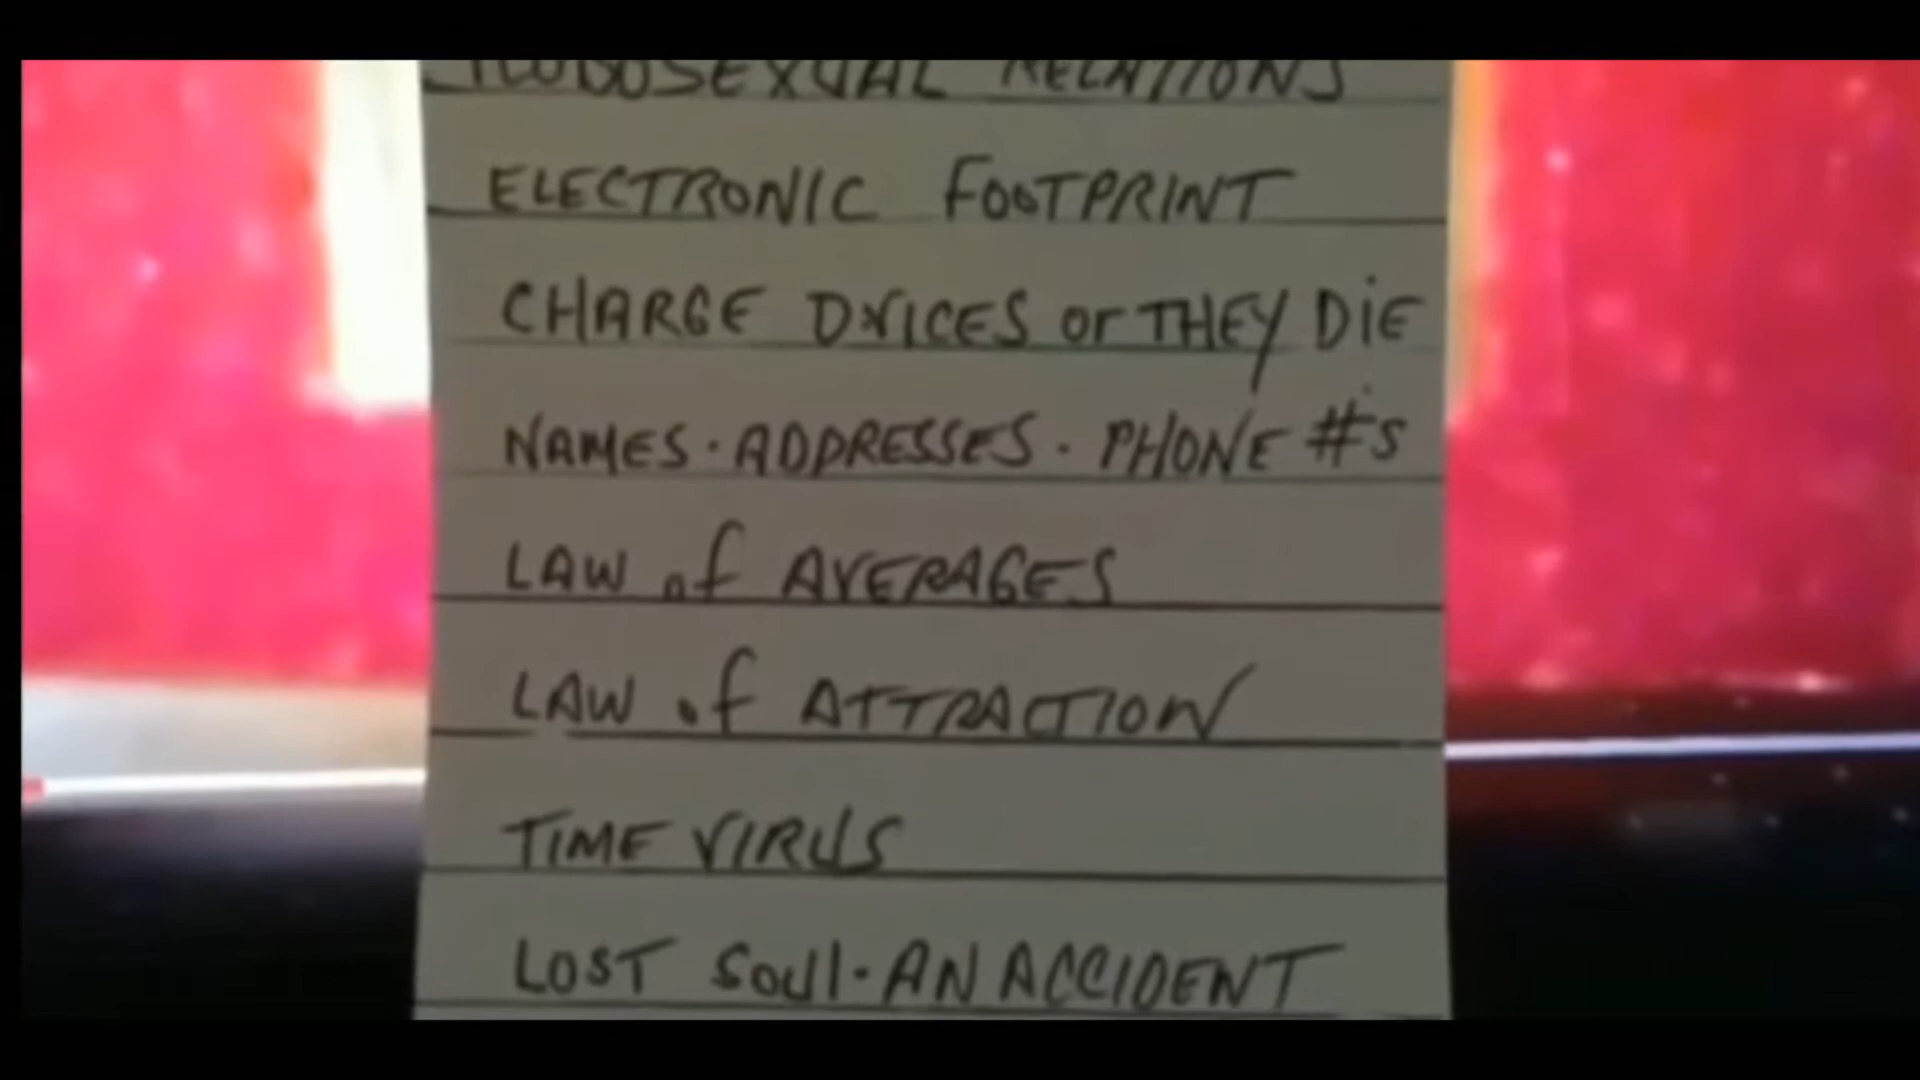 RELATIONS
ELECTRONIC FOOTPRINT
CHARGE DVICES or THEY DiE
NAMES · ADDRESSES · PHONE #'s
LAW of AVERAGES
LAW of ATTRACTION
TIME VIRUS
LOST Soul · AN ACCIDENT